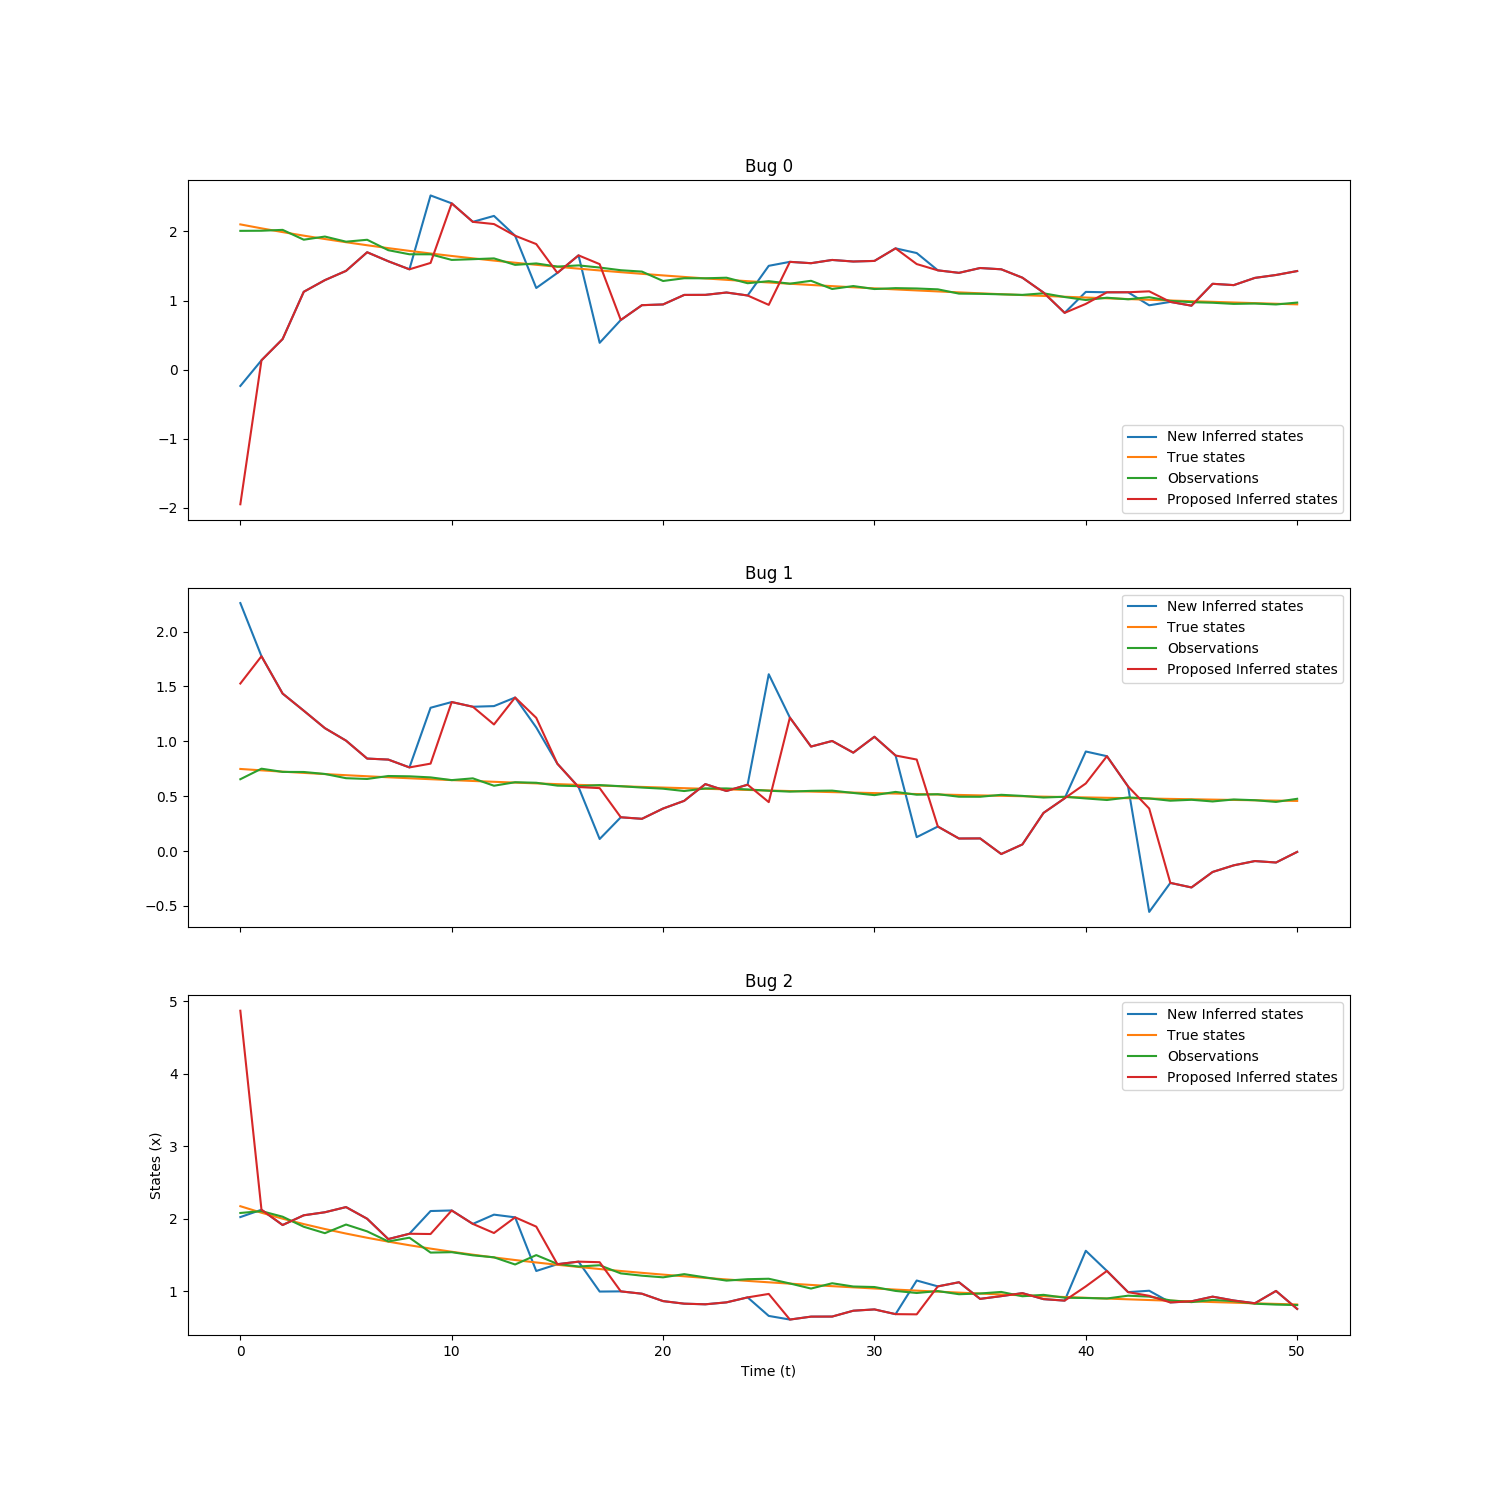 Bug 0
2
1
0
−1
−2
New Inferred states
True states
Observations
Proposed Inferred states
Bug 1
2.0
1.5
1.0
0.5
0.0
−0.5
New Inferred states
True states
Observations
Proposed Inferred states
Bug 2
5
4
3
2
1
States (x)
New Inferred states
True states
Observations
Proposed Inferred states
0 10 20 30 40 50
Time (t)